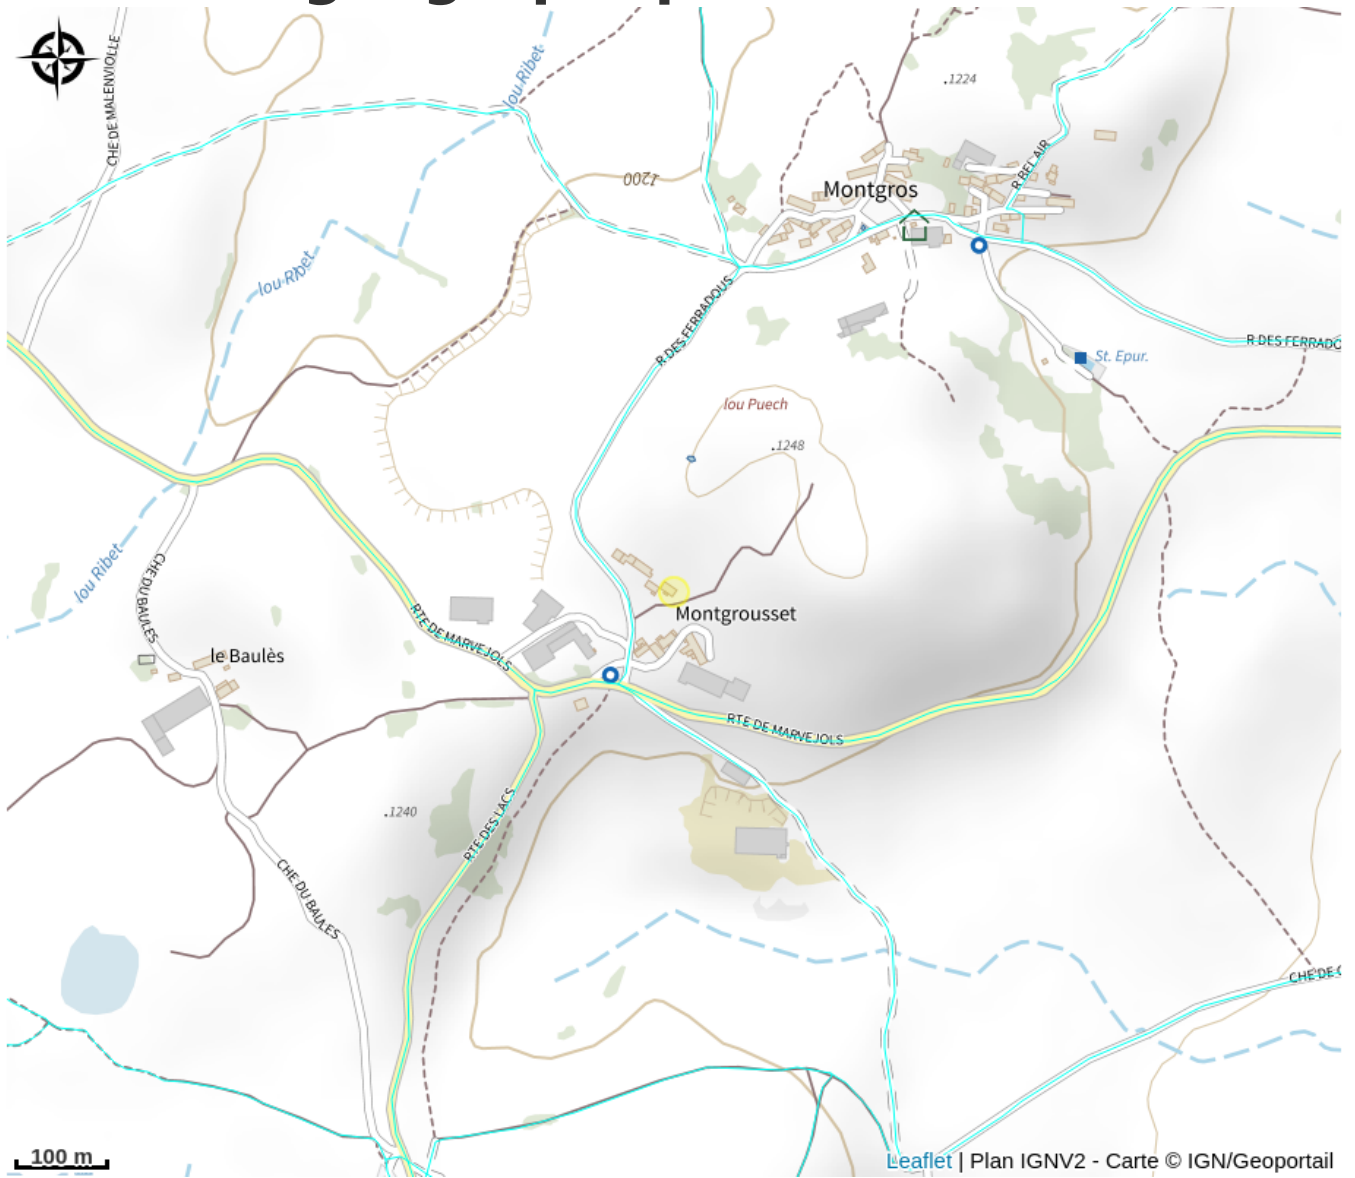 CHE DE MALENVIOLLE
lou Ribet
.1224
R BEL AIR
1200
Montgros
lou Ribet
R DES FERRADOUS
R DES FERRADO
St. Epur.
lou Puech
.1248
lou Ribet
CHE DU BAULES
RTE DE MARVEJOLS
Montgrousset
le Baulès
RTE DE MARVEJOLS
.1240
RTE DES LACS
CHE DU BAULES
CHE DE C
100 m
Leaflet | Plan IGNV2 - Carte © IGN/Geoportail